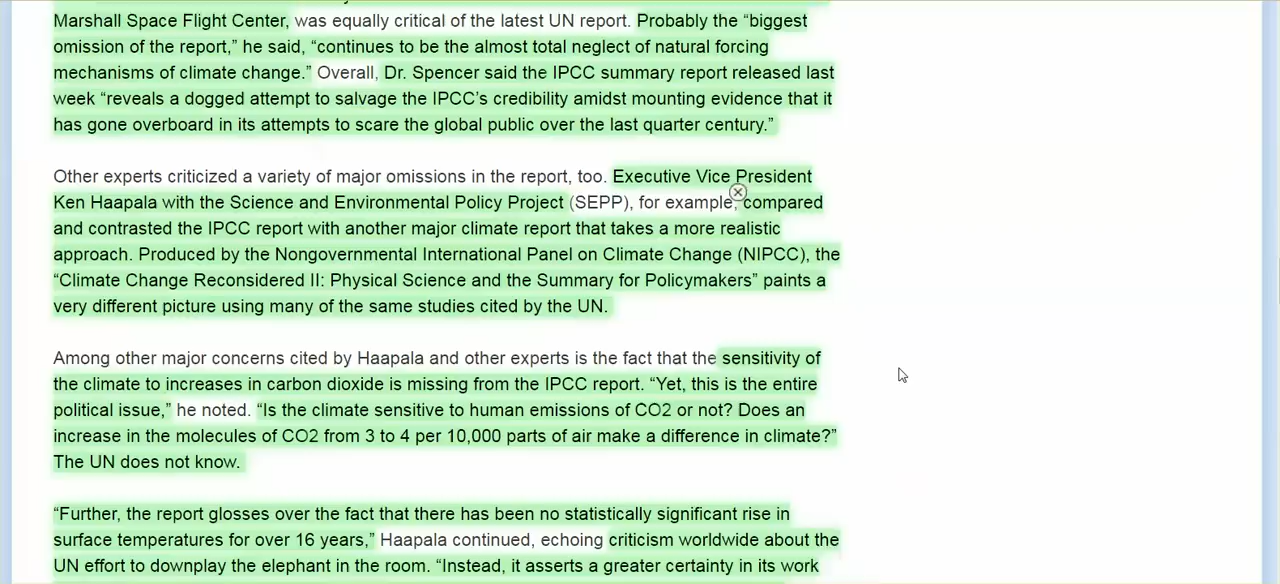 Marshall Space Flight Center, was equally critical of the latest UN report. Probably the “biggest
omission of the report,” he said, “continues to be the almost total neglect of natural forcing
mechanisms of climate change.” Overall, Dr. Spencer said the IPCC summary report released last
week “reveals a dogged attempt to salvage the IPCC’s credibility amidst mounting evidence that it
has gone overboard in its attempts to scare the global public over the last quarter century.”
Other experts criticized a variety of major omissions in the report, too. Executive Vice President
Ken Haapala with the Science and Environmental Policy Project (SEPP), for example, compared
and contrasted the IPCC report with another major climate report that takes a more realistic
approach. Produced by the Nongovernmental International Panel on Climate Change (NIPCC), the
“Climate Change Reconsidered II: Physical Science and the Summary for Policymakers” paints a
very different picture using many of the same studies cited by the UN.
Among other major concerns cited by Haapala and other experts is the fact that the sensitivity of
the climate to increases in carbon dioxide is missing from the IPCC report. “Yet, this is the entire
political issue,” he noted. “Is the climate sensitive to human emissions of CO2 or not? Does an
increase in the molecules of CO2 from 3 to 4 per 10,000 parts of air make a difference in climate?”
The UN does not know.
“Further, the report glosses over the fact that there has been no statistically significant rise in
surface temperatures for over 16 years,” Haapala continued, echoing criticism worldwide about the
UN effort to downplay the elephant in the room. “Instead, it asserts a greater certainty in its work